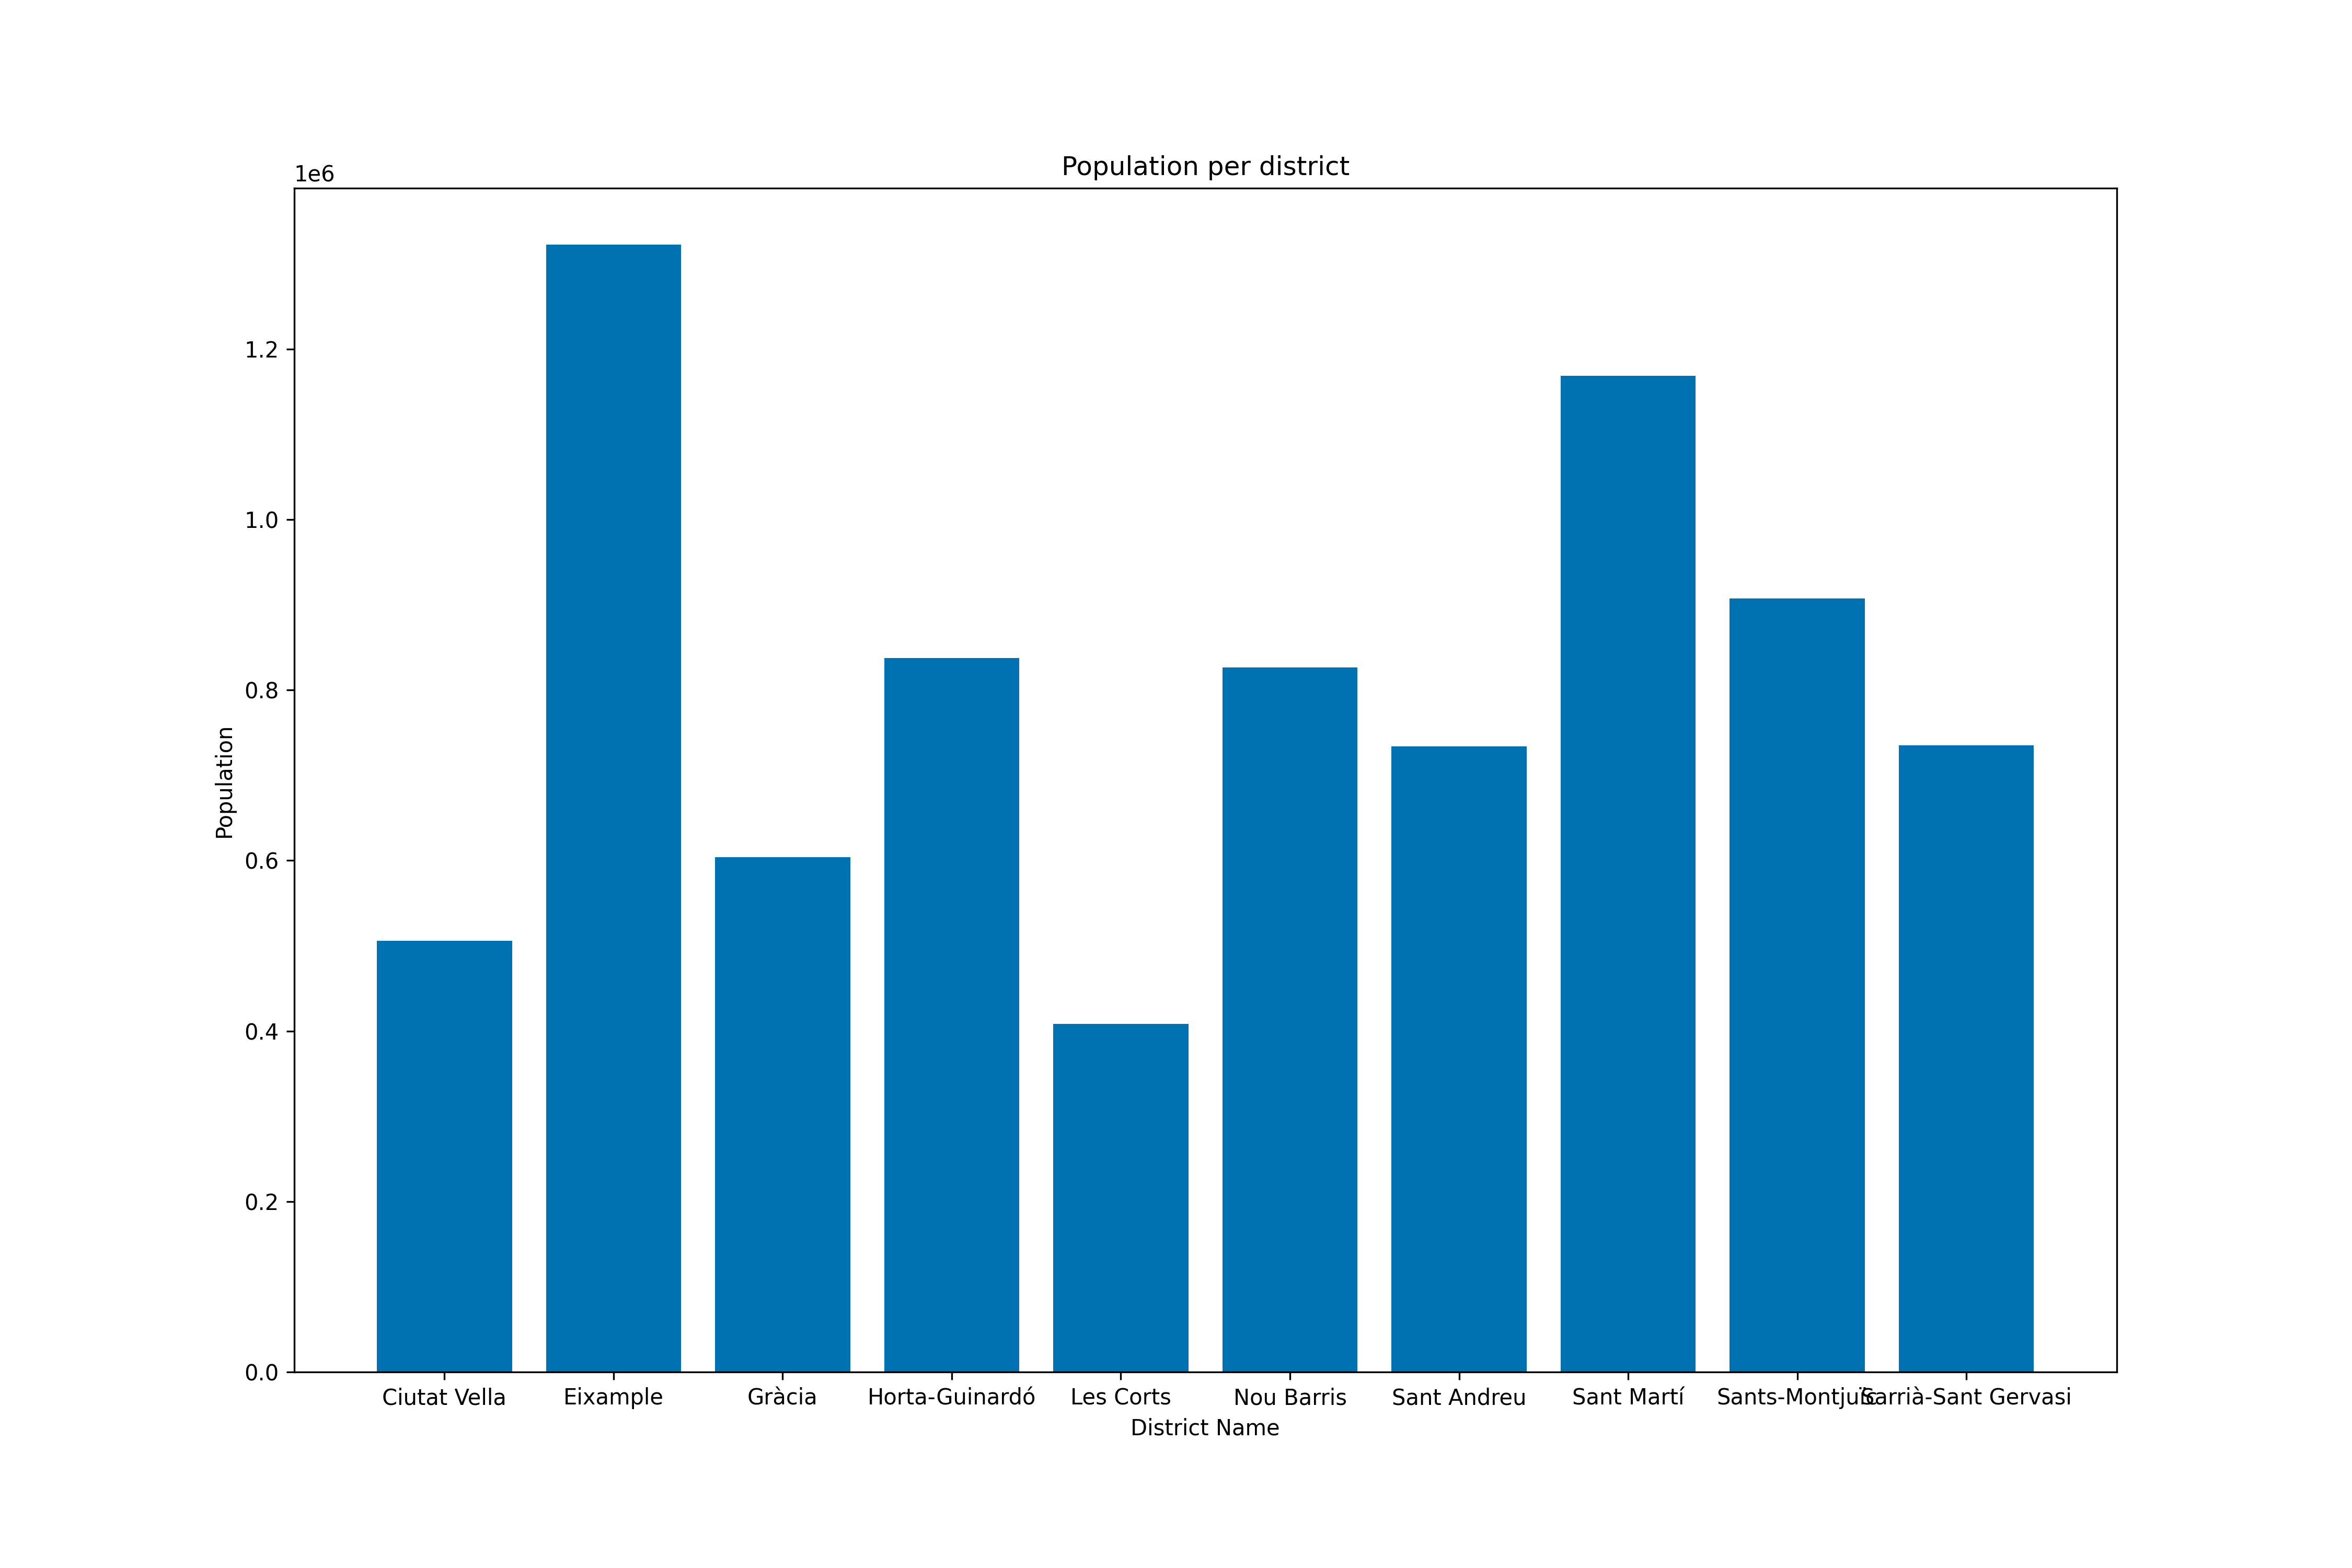 Population per district
1e6
1.2
1.0
0.8
0.6
0.4
0.2
0.0
Population
Ciutat Vella Eixample Gràcia Horta-Guinardó Les Corts Nou Barris Sant Andreu Sant Martí Sants-Montjuïc Sarrià-Sant Gervasi
District Name